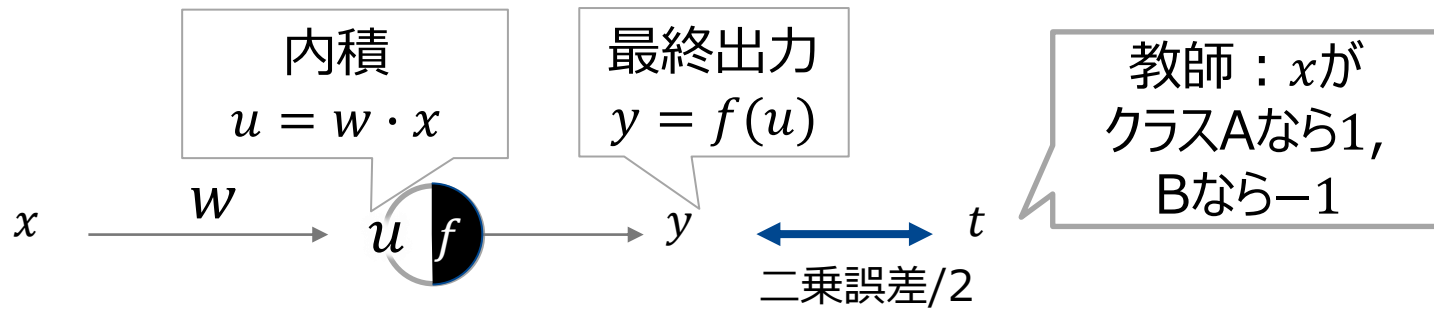 内積
u = w · x
最終出力
y = f(u)
教師：xが
クラスAなら1,
Bなら−1
x
w
u
f
y
t
二乗誤差/2